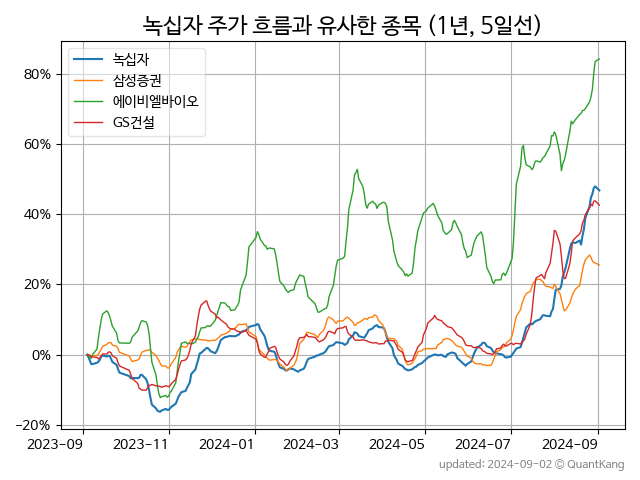 녹십자 주가 흐름과 유사한 종목 (1년, 5일선)
녹십자
삼성증권
에이비엘바이오
GS건설
80%
60%
40%
20%
0%
−20%
2023-09 2023-11 2024-01 2024-03 2024-05 2024-07 2024-09
updated: 2024-09-02 © QuantKang